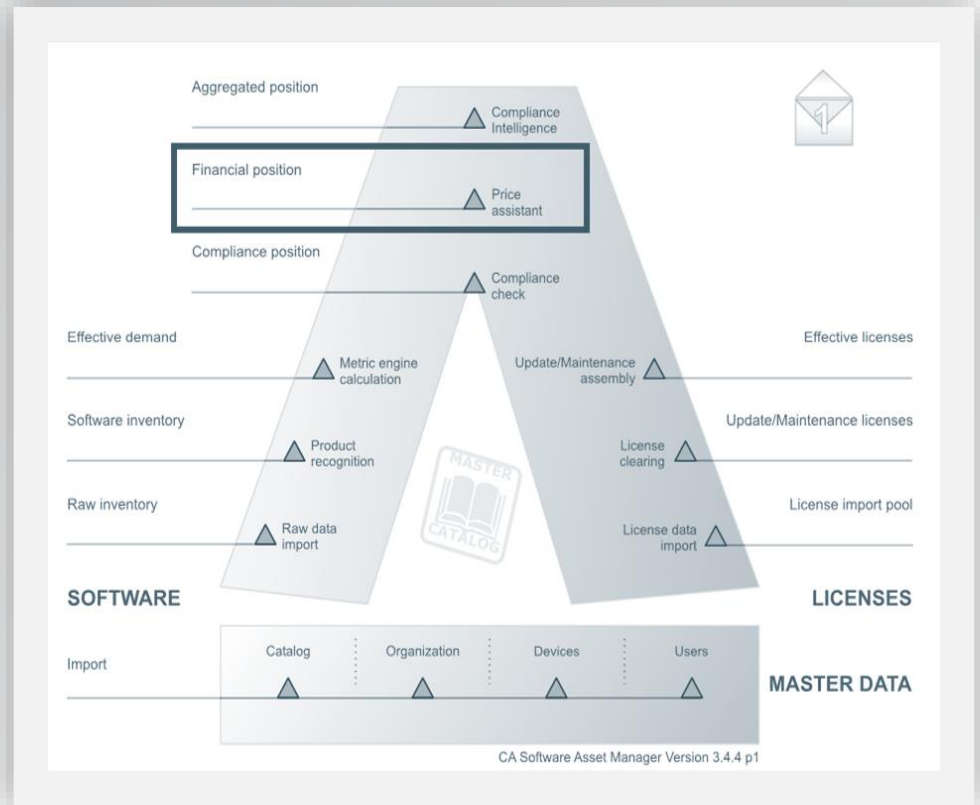 Aggregated position
Compliance
Intelligence
1
Financial position
Price
assistant
Compliance position
Compliance
check
Effective demand
Metric engine
calculation
Update/Maintenance
assembly
Effective licenses
Software inventory
Product
recognition
License
clearing
Update/Maintenance licenses
MASTER
CATALOG
Raw inventory
Raw data
import
License data
import
License import pool
SOFTWARE
LICENSES
Import
Catalog
Organization
Devices
Users
MASTER DATA
CA Software Asset Manager Version 3.4.4 p1